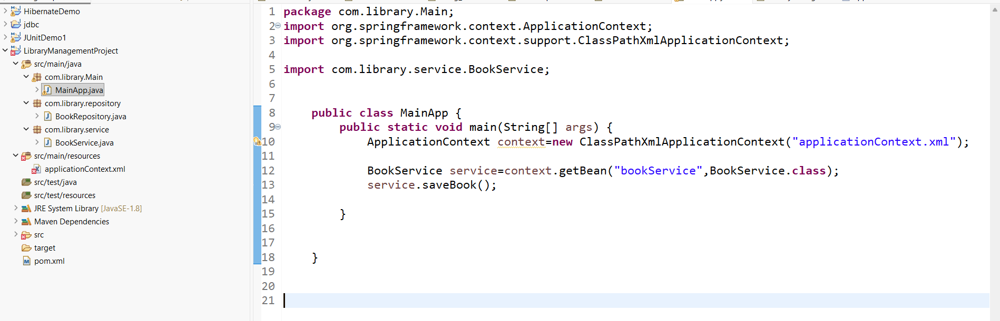 HibernateDemo
jdbc
JUnitDemo1
LibraryManagementProject
src/main/java
com.library.Main
MainApp.java
com.library.repository
BookRepository.java
com.library.service
BookService.java
src/main/resources
applicationContext.xml
src/test/java
src/test/resources
JRE System Library [JavaSE-1.8]
Maven Dependencies
src
target
pom.xml
1 package com.library.Main;
2 import org.springframework.context.ApplicationContext;
3 import org.springframework.context.support.ClassPathXmlApplicationContext;
4
5 import com.library.service.BookService;
6
7
8 public class MainApp {
9 public static void main(String[] args) {
10 ApplicationContext context=new ClassPathXmlApplicationContext("applicationContext.xml");
11
12 BookService service=context.getBean("bookService",BookService.class);
13 service.saveBook();
14
15 }
16
17
18 }
19
20
21